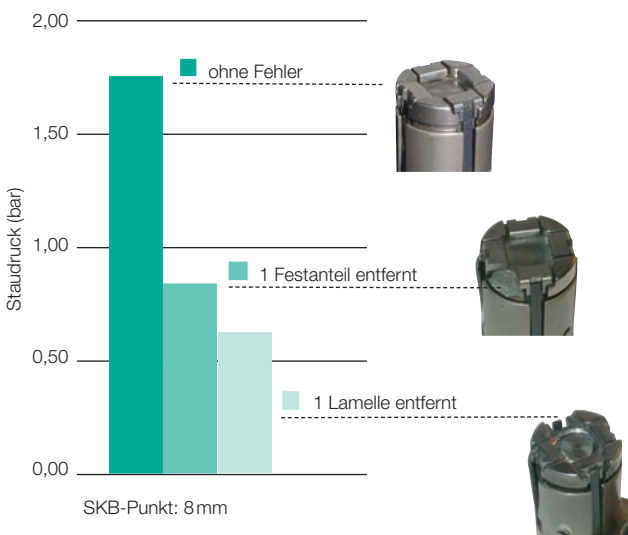 2,00
ohne Fehler
1,50
Staudruck (bar)
1,00
1 Festanteil entfernt
0,50
1 Lamelle entfernt
0,00
SKB-Punkt: 8 mm